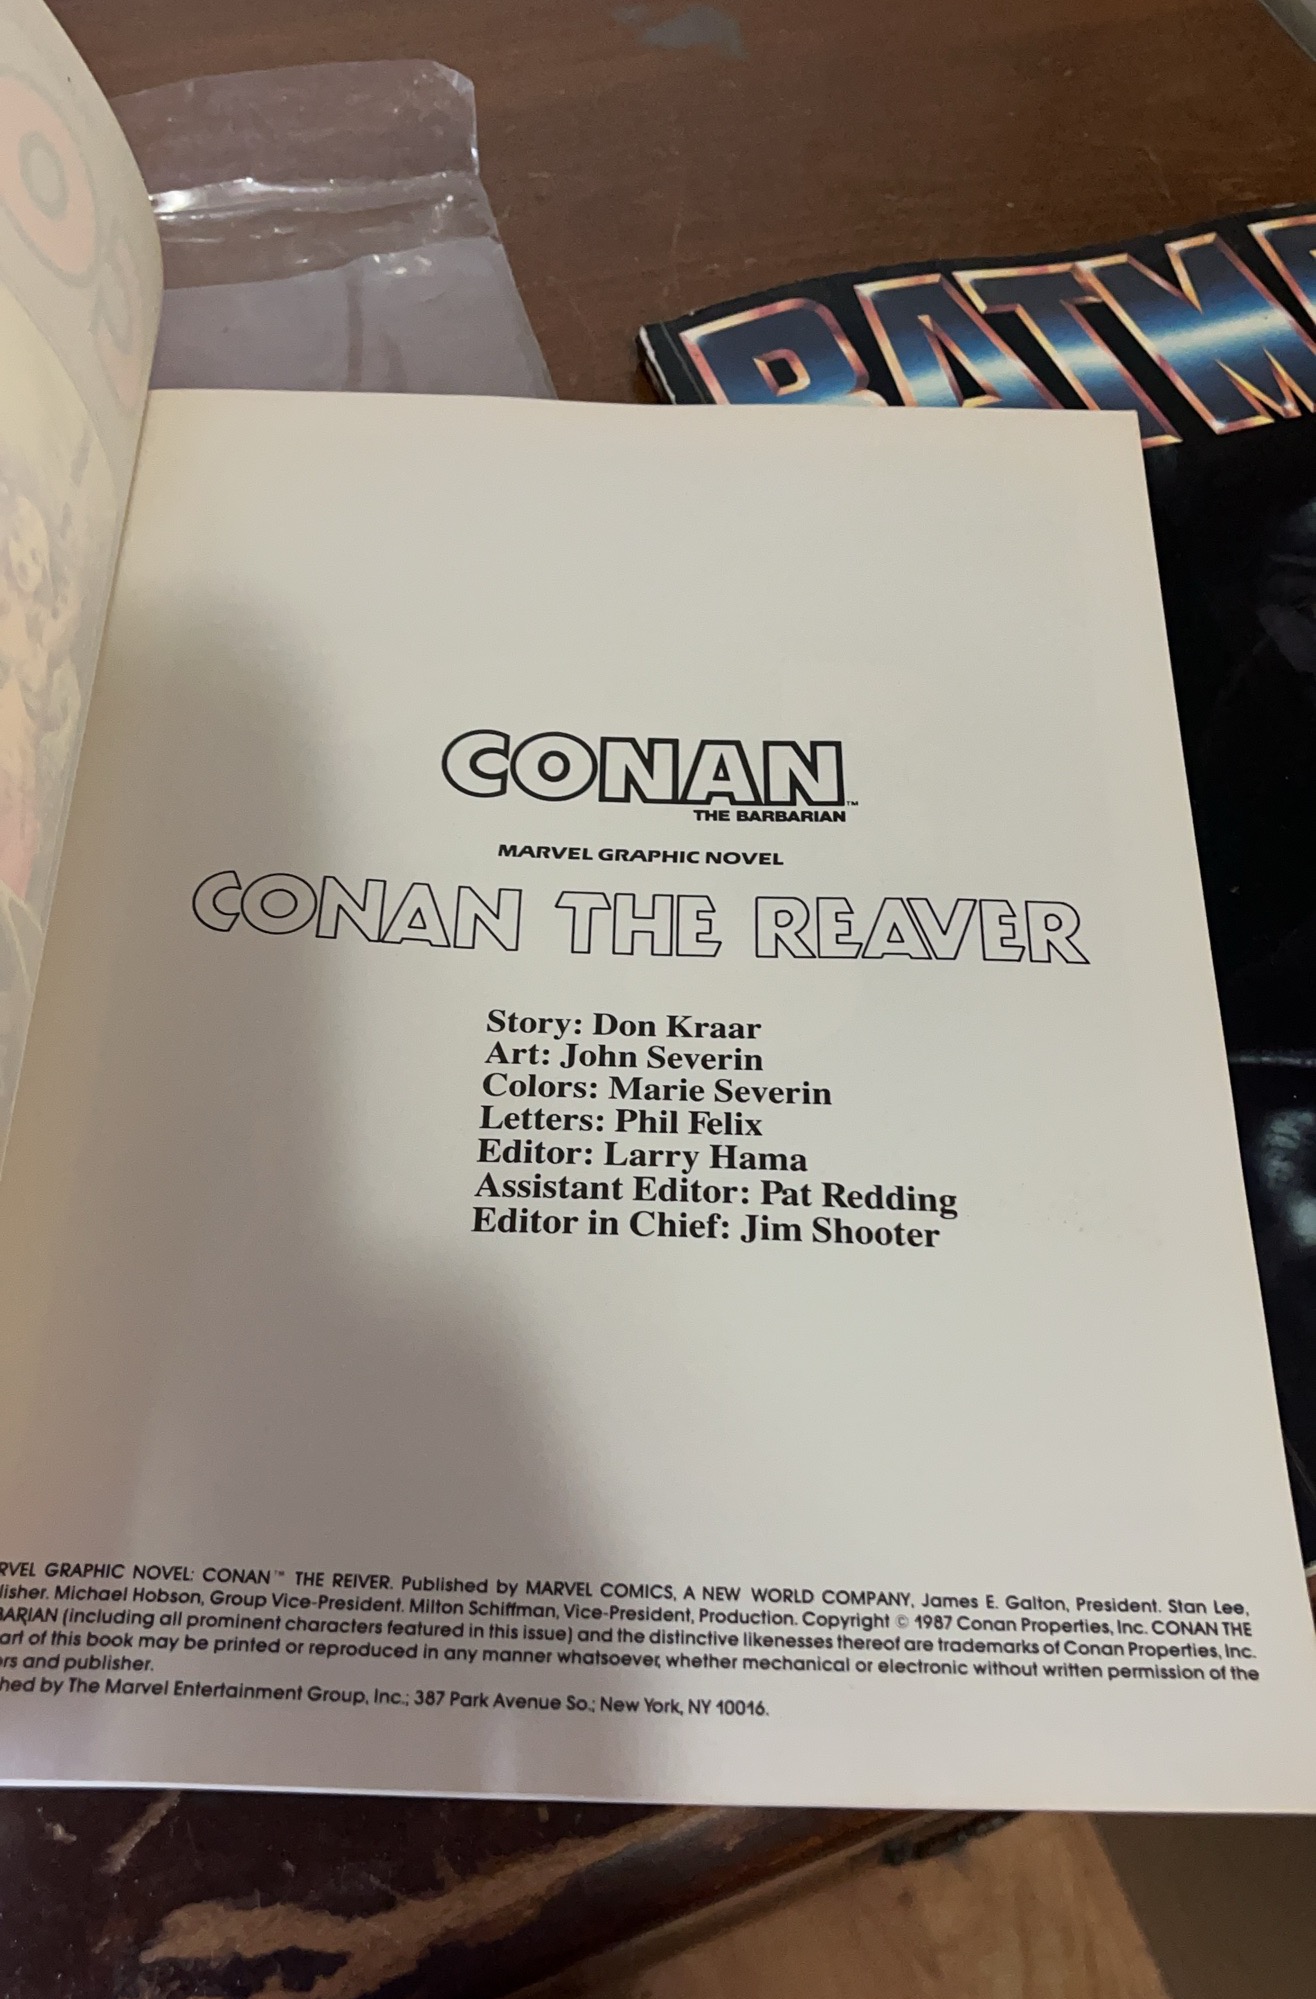 BATM
CONAN™
THE BARBARIAN
MARVEL GRAPHIC NOVEL
CONAN THE REAVER
Story: Don Kraar
Art: John Severin
Colors: Marie Severin
Letters: Phil Felix
Editor: Larry Hama
Assistant Editor: Pat Redding
Editor in Chief: Jim Shooter
RVEL GRAPHIC NOVEL: CONAN™ THE REIVER. Published by MARVEL COMICS, A NEW WORLD COMPANY, James E. Galton, President. Stan Lee,
lisher. Michael Hobson, Group Vice-President. Milton Schiffman, Vice-President, Production. Copyright © 1987 Conan Properties, Inc. CONAN THE
BARIAN (including all prominent characters featured in this issue) and the distinctive likenesses thereof are trademarks of Conan Properties, Inc.
art of this book may be printed or reproduced in any manner whatsoever, whether mechanical or electronic without written permission of the
ors and publisher.
hed by The Marvel Entertainment Group, Inc.; 387 Park Avenue So.; New York, NY 10016.